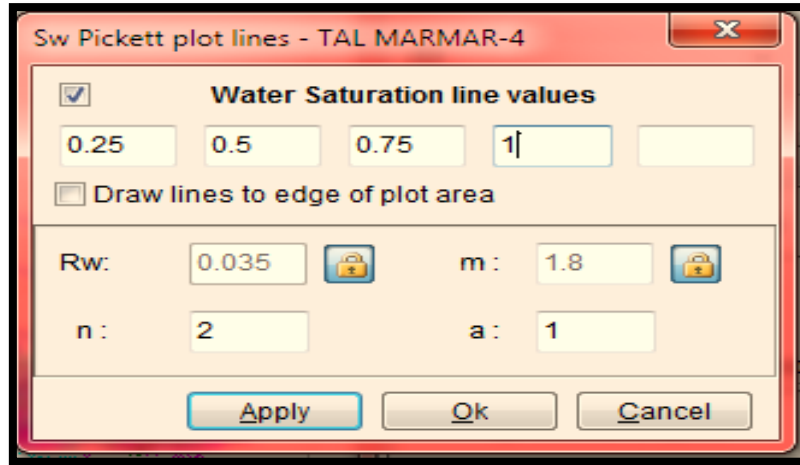 Sw Pickett plot lines - TAL MARMAR-4
Water Saturation line values
0.25 0.5 0.75 1
Draw lines to edge of plot area
Rw: 0.035 m : 1.8
n : 2 a : 1
Apply Ok Cancel